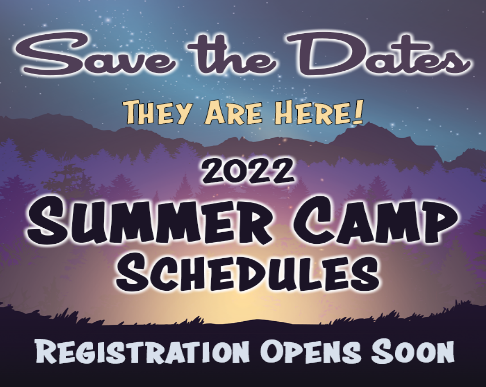 Save the Dates
They Are Here!
2022
Summer Camp
Schedules
Registration Opens Soon